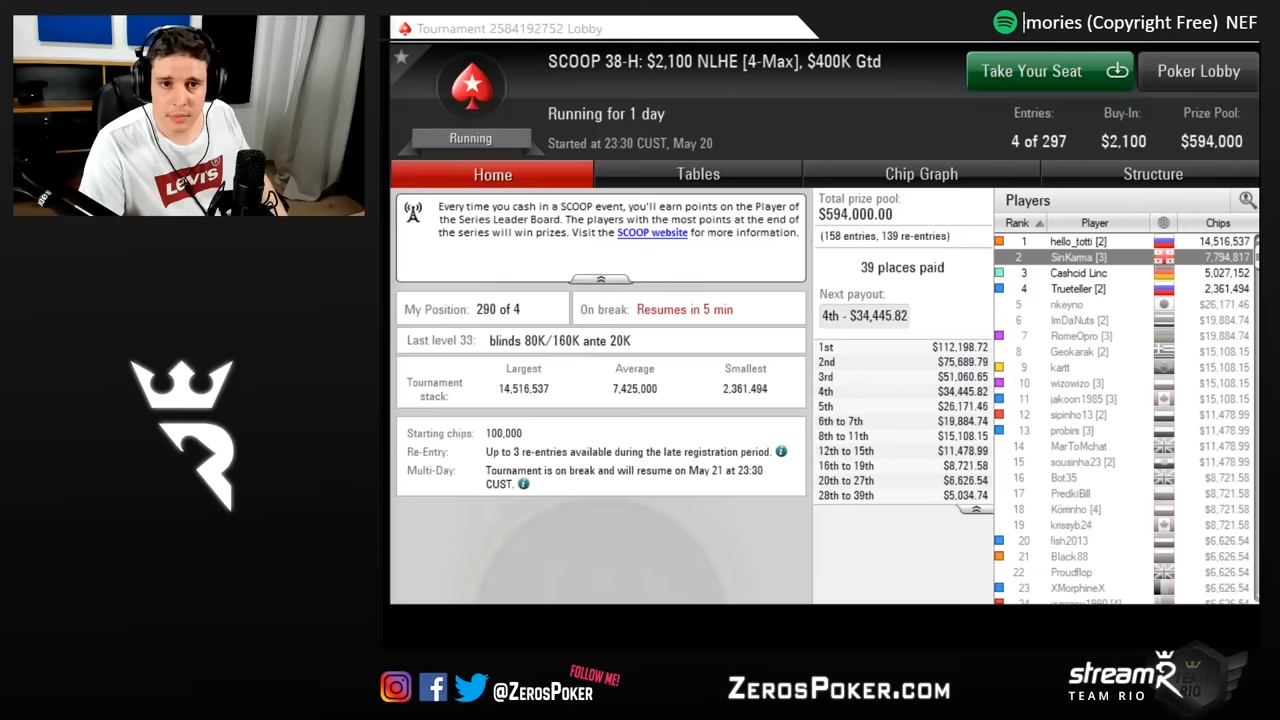 Tournament 2584192752 Lobby
mories (Copyright Free) NEF
SCOOP 38-H: $2,100 NLHE [4-Max], $400K Gtd
Take Your Seat
Poker Lobby
Running for 1 day
Running
Started at 23:30 CUST, May 20
Entries: Buy-In: Prize Pool:
4 of 297 $2,100 $594,000
Home Tables Chip Graph Structure
Every time you cash in a SCOOP event, you'll earn points on the Player of
the Series Leader Board. The players with the most points at the end of
the series will win prizes. Visit the SCOOP website for more information.
My Position: 290 of 4
On break: Resumes in 5 min
Last level 33: blinds 80K/160K ante 20K
Largest Average Smallest
Tournament stack: 14,516,537 7,425,000 2,361,494
Starting chips: 100,000
Re-Entry: Up to 3 re-entries available during the late registration period.
Multi-Day: Tournament is on break and will resume on May 21 at 23:30
CUST.
Total prize pool:
$594,000.00
(158 entries, 139 re-entries)
39 places paid
Next payout:
4th - $34,445.82
1st $112,198.72
2nd $75,689.79
3rd $51,060.65
4th $34,445.82
5th $26,171.46
6th to 7th $19,884.74
8th to 11th $15,108.15
12th to 15th $11,478.99
16th to 19th $8,721.58
20th to 27th $6,626.54
28th to 39th $5,034.74
Players
Rank Player Chips
1 hello_totti [2] 14,516,537
2 SinKarma [3] 7,794,817
3 Cashcid Linc 5,027,152
4 Trueteller [2] 2,361,494
5 nkeyno $26,171.46
6 ImDaNuts [2] $19,884.74
7 RomeOpro [3] $19,884.74
8 Geokarak [2] $15,108.15
9 kartt $15,108.15
10 wizowizo [3] $15,108.15
11 jakoon1985 [3] $15,108.15
12 sipinho13 [2] $11,478.99
13 probirs [3] $11,478.99
14 MarToMchat $11,478.99
15 sousinha23 [2] $11,478.99
16 Bot35 $8,721.58
17 PredkiBill $8,721.58
18 Körrinho [4] $8,721.58
19 krissyb24 $8,721.58
20 fish2013 $6,626.54
21 Black88 $6,626.54
22 Proudflop $6,626.54
23 XMorphineX $6,626.54
Levi's
FOLLOW ME!
@ZerosPoker
ZerosPoker.com
streamR
TEAM RIO